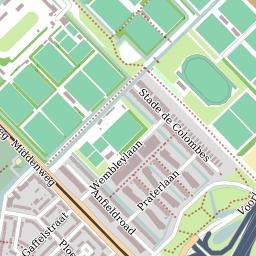 Stade de Colombes
Middenweg
Wembleylaan
Anfieldroad
Praterlaan
Gaffelstraat